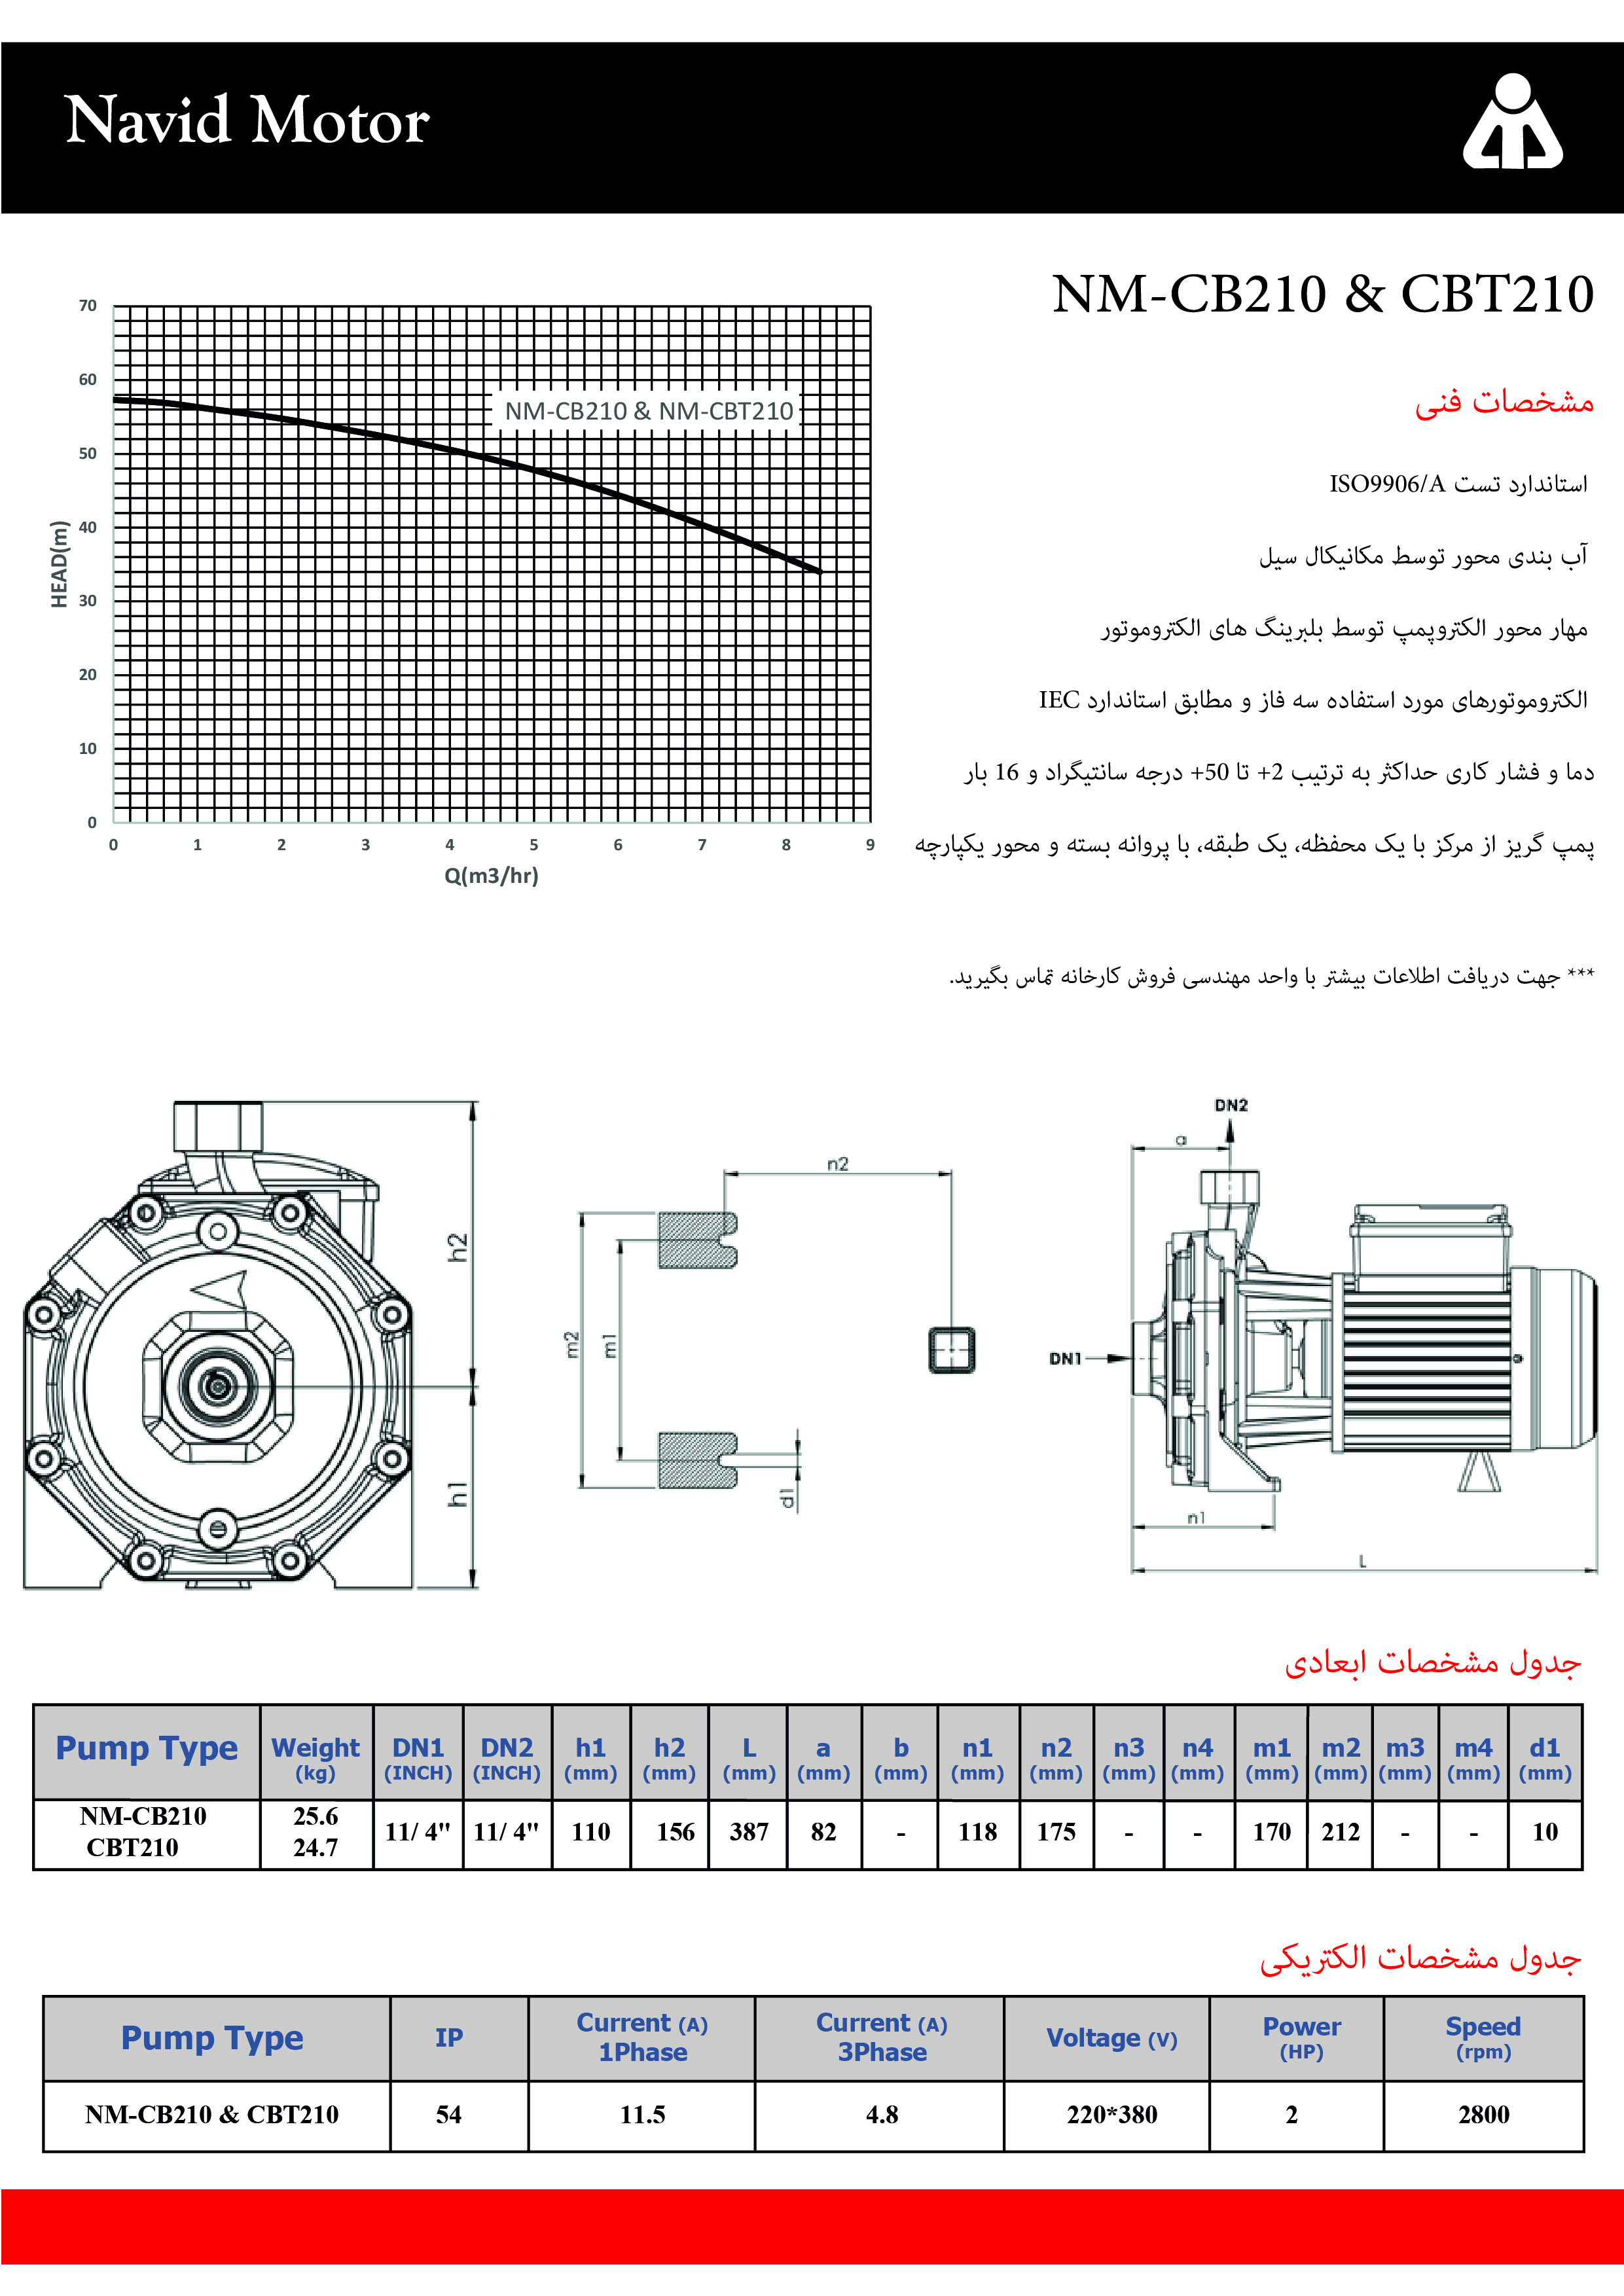 Navid Motor
NM-CB210 & CBT210
مشخصات فنی
استاندارد تست ISO9906/A
آب بندی محور توسط مکانیکال سیل
مهار محور الکتروپمپ توسط بلبرینگ های الکتروموتور
الکتروموتورهای مورد استفاده سه فاز و مطابق استاندارد IEC
دما و فشار کاری حداکثر به ترتیب 2+ تا 50+ درجه سانتیگراد و 16 بار
پمپ گریز از مرکز با یک محفظه، یک طبقه، با پروانه بسته و محور یکپارچه
*** جهت دریافت اطلاعات بیشتر با واحد مهندسی فروش کارخانه تماس بگیرید.
70
60
50
40
30
20
10
0
HEAD(m)
NM-CB210 & NM-CBT210
0 1 2 3 4 5 6 7 8 9
Q(m3/hr)
h2
h1
n2
m2
m1
d1
DN2
a
DN1
n1
L
جدول مشخصات ابعادی
Pump Type Weight DN1 DN2 h1 h2 L a b n1 n2 n3 n4 m1 m2 m3 m4 d1
(kg) (INCH) (INCH) (mm) (mm) (mm) (mm) (mm) (mm) (mm) (mm) (mm) (mm) (mm) (mm) (mm) (mm)
NM-CB210 25.6
11/ 4" 11/ 4" 110 156 387 82 - 118 175 - - 170 212 - - 10
CBT210 24.7
جدول مشخصات الکتریکی
Pump Type IP Current (A) 1Phase Current (A) 3Phase Voltage (V) Power (HP) Speed (rpm)
NM-CB210 & CBT210 54 11.5 4.8 220*380 2 2800